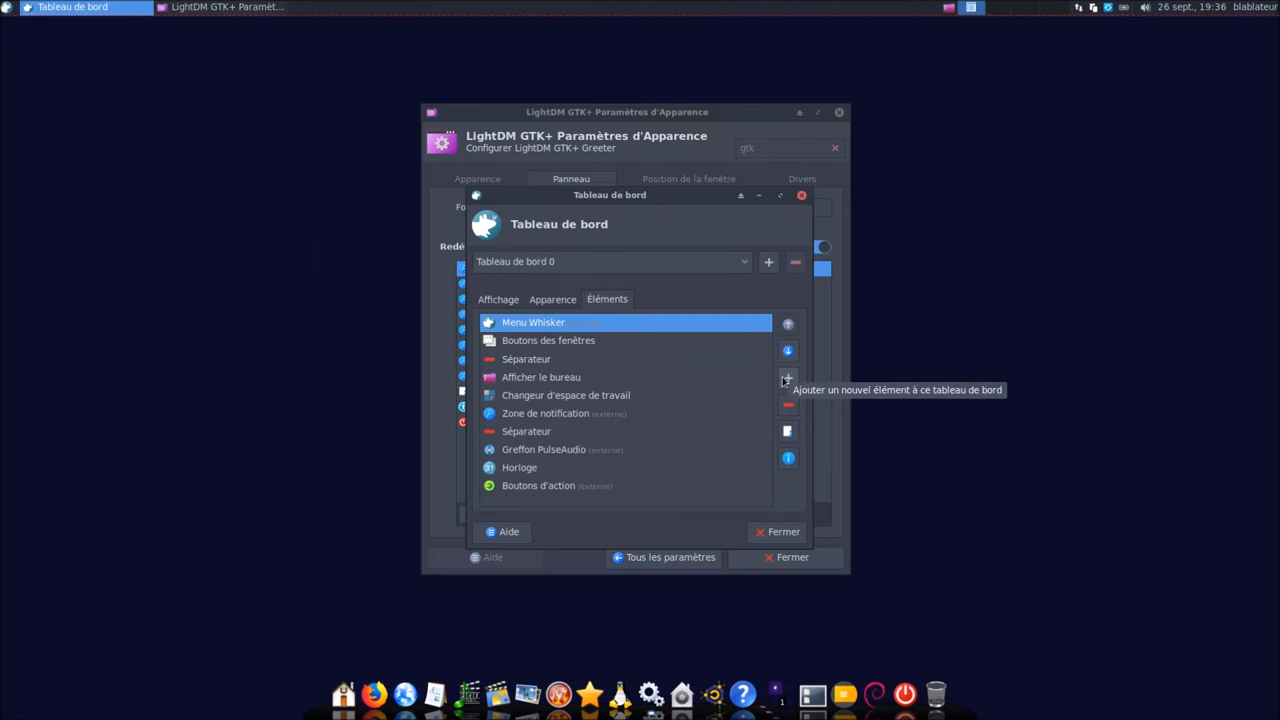 Tableau de bord
LightDM GTK+ Paramèt...
26 sept., 19:36
blablateur
LightDM GTK+ Paramètres d'Apparence
LightDM GTK+ Paramètres d'Apparence
Configurer LightDM GTK+ Greeter
gtk
Apparence
Panneau
Position de la fenêtre
Divers
Fo
Redé
Tableau de bord
Tableau de bord
Tableau de bord 0
Affichage
Apparence
Éléments
Menu Whisker
Boutons des fenêtres
Séparateur
Afficher le bureau
Changeur d'espace de travail
Zone de notification (externe)
Séparateur
Greffon PulseAudio (externe)
31 Horloge
Boutons d'action (externe)
Ajouter un nouvel élément à ce tableau de bord
Aide
Fermer
Aide
Tous les paramètres
Fermer
1